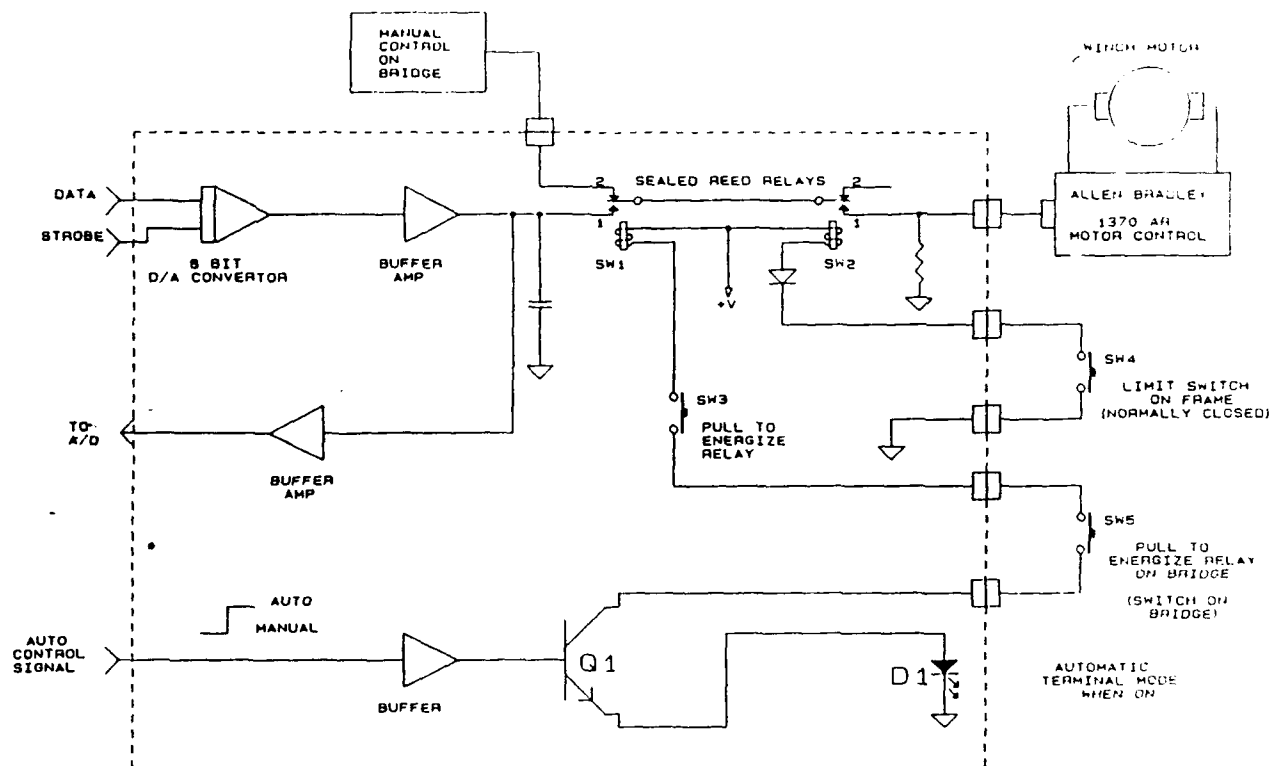 MANUAL
CONTROL
ON
BRIDGE
WINCH MOTOR
DATA
STROBE
8 BIT
D/A CONVERTOR
BUFFER
AMP
2
SEALED REED RELAYS
2
1
1
SW1
SW2
+V
ALLEN BRADLEY
1370 AR
MOTOR CONTROL
SW4
LIMIT SWITCH
ON FRAME
(NORMALLY CLOSED)
TO
A/D
BUFFER
AMP
SW3
PULL TO
ENERGIZE
RELAY
SW5
PULL TO
ENERGIZE RELAY
ON BRIDGE
(SWITCH ON
BRIDGE)
AUTO
MANUAL
AUTO
CONTROL
SIGNAL
BUFFER
Q1
D1
AUTOMATIC
TERMINAL MODE
WHEN ON